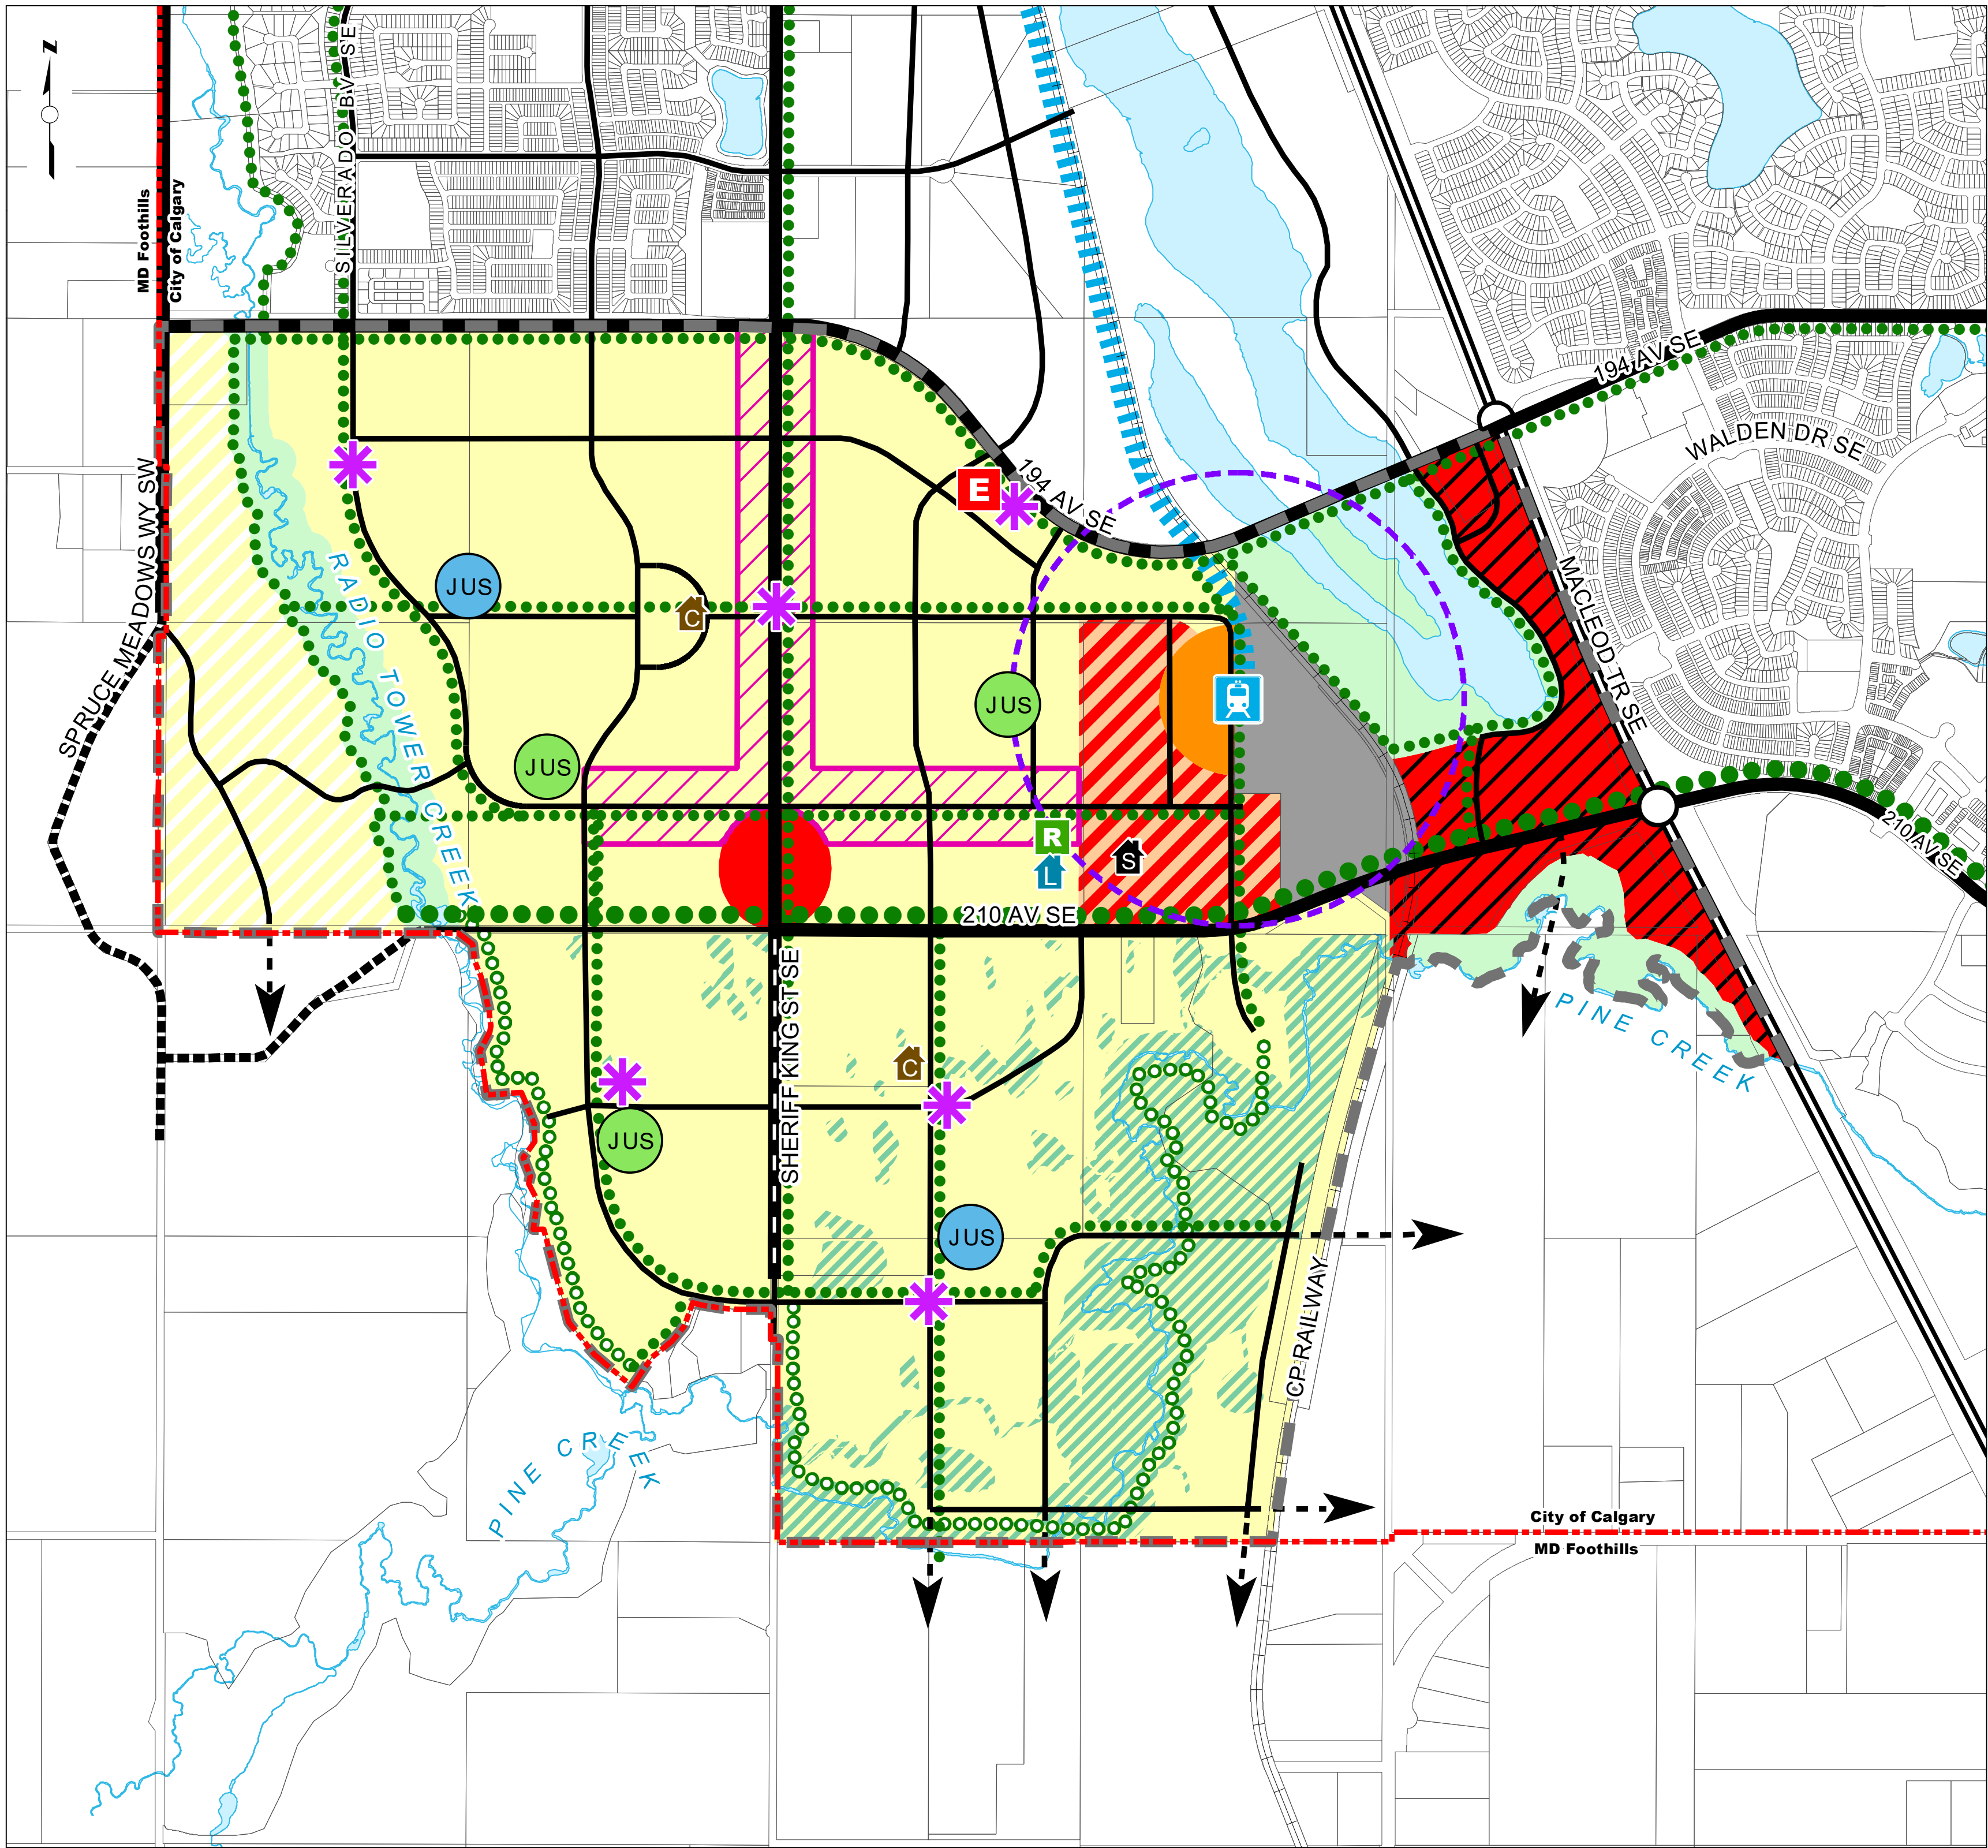 N
SILVERADO BV SE
MD Foothills
City of Calgary
194 AV SE
WALDEN DR SE
SPRUCE MEADOWS WY SW
E
194 AV SE
RADIO TOWER CREEK
JUS
C
MACLEOD TR SE
JUS
JUS
R
L
S
210 AV SE
210 AV SE
SHERIFF KING ST SE
PINE CREEK
C
JUS
JUS
CP RAILWAY
PINE CREEK
City of Calgary
MD Foothills